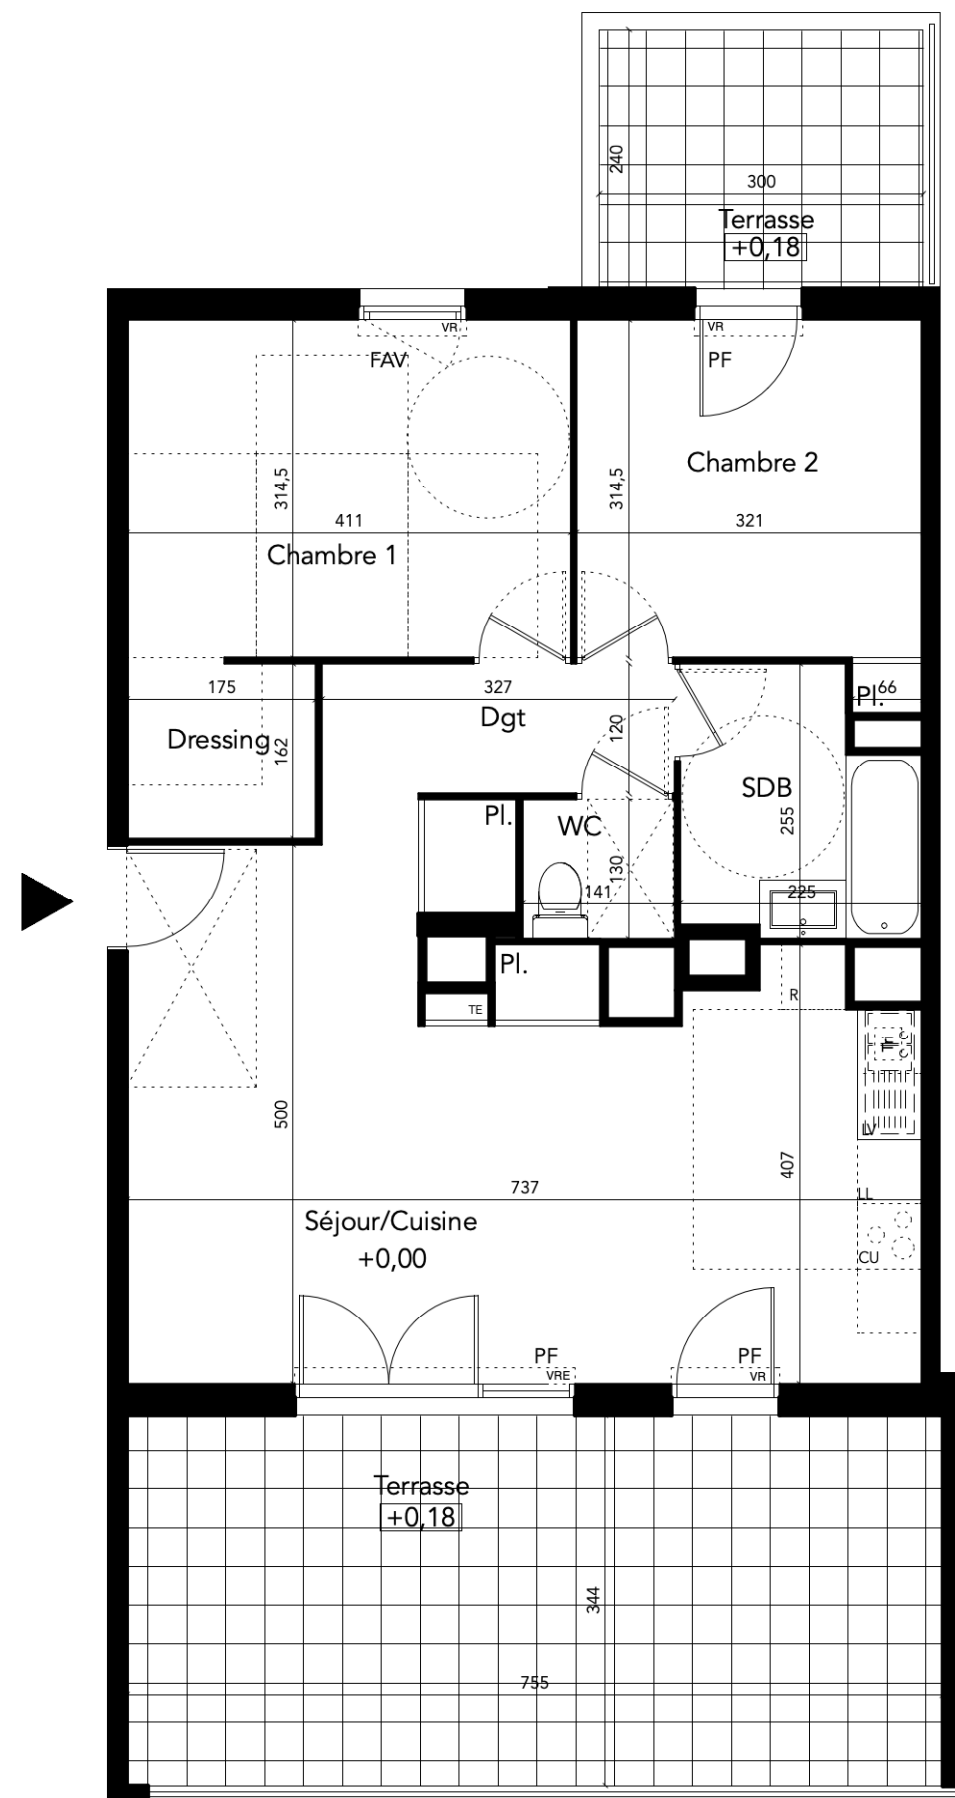 240
300
Terrasse
+0,18
VR
FAV
VR
PF
Chambre 2
314,5
314,5
411
321
Chambre 1
175
327
Pl.
66
Dgt
120
Dressing
162
SDB
Pl.
WC
255
130
141
225
Pl.
R
TE
Tri
500
LV
407
737
LL
Séjour/Cuisine
+0,00
CU
PF
PF
VRE
VR
Terrasse
+0,18
344
755